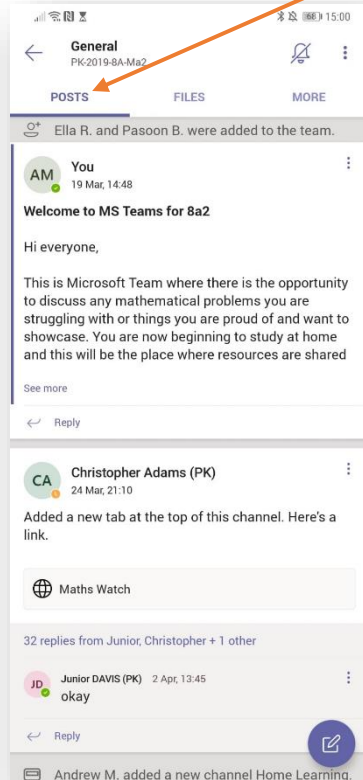 66 15:00
General
PK-2019-8A-Ma2
POSTS FILES MORE
Ella R. and Pasoon B. were added to the team.
AM
You
19 Mar, 14:48
Welcome to MS Teams for 8a2
Hi everyone,
This is Microsoft Team where there is the opportunity
to discuss any mathematical problems you are
struggling with or things you are proud of and want to
showcase. You are now beginning to study at home
and this will be the place where resources are shared
See more
Reply
CA
Christopher Adams (PK)
24 Mar, 21:10
Added a new tab at the top of this channel. Here's a
link.
Maths Watch
32 replies from Junior, Christopher + 1 other
JD
Junior DAVIS (PK) 2 Apr, 13:45
okay
Reply
Andrew M. added a new channel Home Learning.